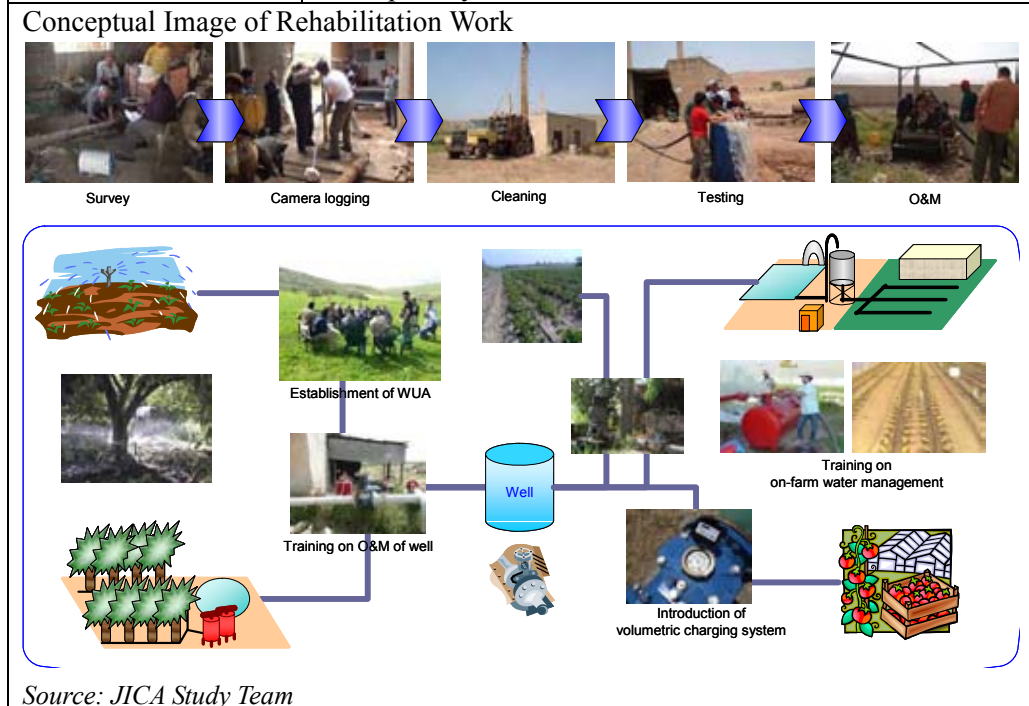 Conceptual Image of Rehabilitation Work
Survey
Camera logging
Cleaning
Testing
O&M
Establishment of WUA
Training on
on-farm water management
Well
Training on O&M of well
Introduction of
volumetric charging system
Source: JICA Study Team